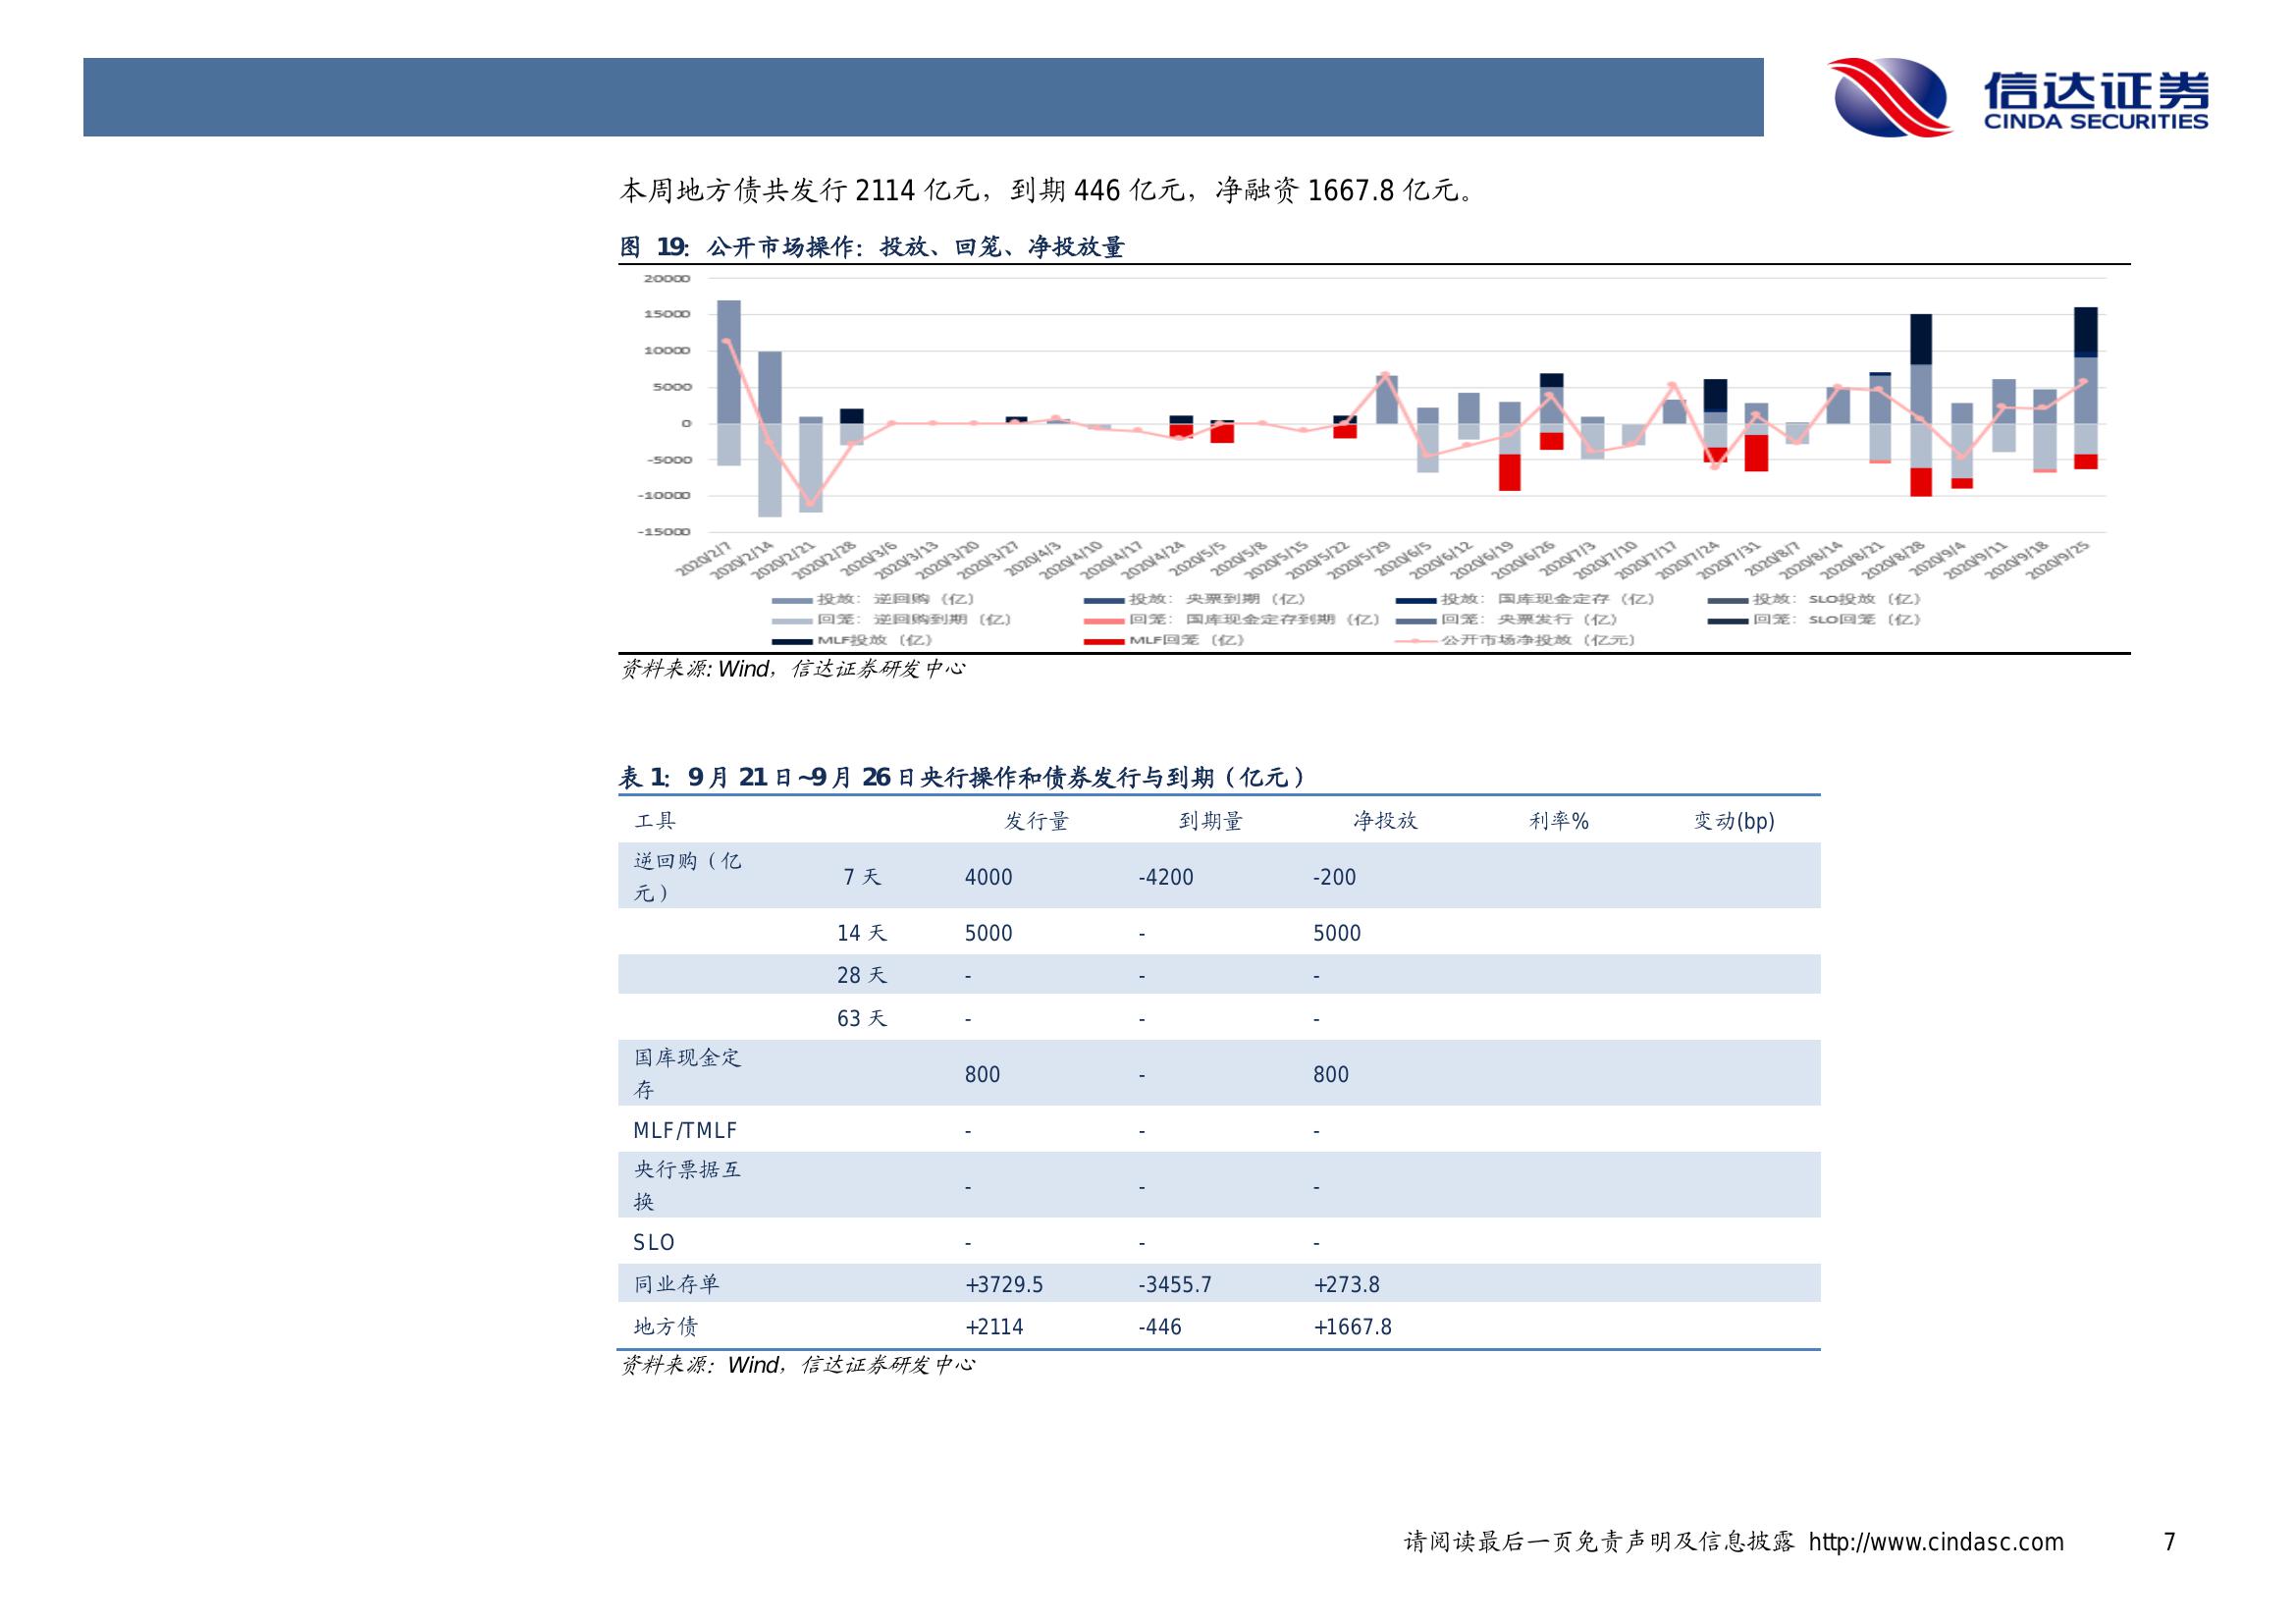 信达证券
CINDA SECURITIES
本周地方债共发行 2114 亿元，到期 446 亿元，净融资 1667.8 亿元。
图 19：公开市场操作：投放、回笼、净投放量
20000
15000
10000
5000
0
-5000
-10000
-15000
2020/2/7 2020/2/14 2020/2/21 2020/2/28 2020/3/6 2020/3/13 2020/3/20 2020/3/27 2020/4/3 2020/4/10 2020/4/17 2020/4/24 2020/5/5 2020/5/8 2020/5/15 2020/5/22 2020/5/29 2020/6/5 2020/6/12 2020/6/19 2020/6/26 2020/7/3 2020/7/10 2020/7/17 2020/7/24 2020/7/31 2020/8/7 2020/8/14 2020/8/21 2020/8/28 2020/9/4 2020/9/11 2020/9/18 2020/9/25
投放：逆回购（亿） 投放：央票到期（亿） 投放：国库现金定存（亿） 投放：SLO投放（亿）
回笼：逆回购到期（亿） 回笼：国库现金定存到期（亿） 回笼：央票发行（亿） 回笼：SLO回笼（亿）
MLF投放（亿） MLF回笼（亿） 公开市场净投放（亿元）
资料来源: Wind，信达证券研发中心
表 1：9 月 21 日~9 月 26 日央行操作和债券发行与到期（亿元）
工具 发行量 到期量 净投放 利率% 变动(bp)
逆回购（亿
元） 7 天 4000 -4200 -200
14 天 5000 - 5000
28 天 - - -
63 天 - - -
国库现金定
存 800 - 800
MLF/TMLF - - -
央行票据互
换 - - -
SLO - - -
同业存单 +3729.5 -3455.7 +273.8
地方债 +2114 -446 +1667.8
资料来源：Wind，信达证券研发中心
请阅读最后一页免责声明及信息披露 http://www.cindasc.com 7